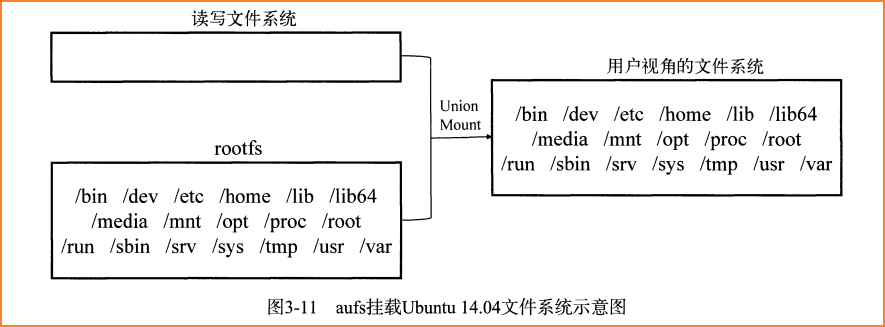 读写文件系统
用户视角的文件系统
/bin /dev /etc /home /lib /lib64
/media /mnt /opt /proc /root
/run /sbin /srv /sys /tmp /usr /var
Union
Mount
rootfs
/bin /dev /etc /home /lib /lib64
/media /mnt /opt /proc /root
/run /sbin /srv /sys /tmp /usr /var
图3-11 aufs挂载Ubuntu 14.04文件系统示意图